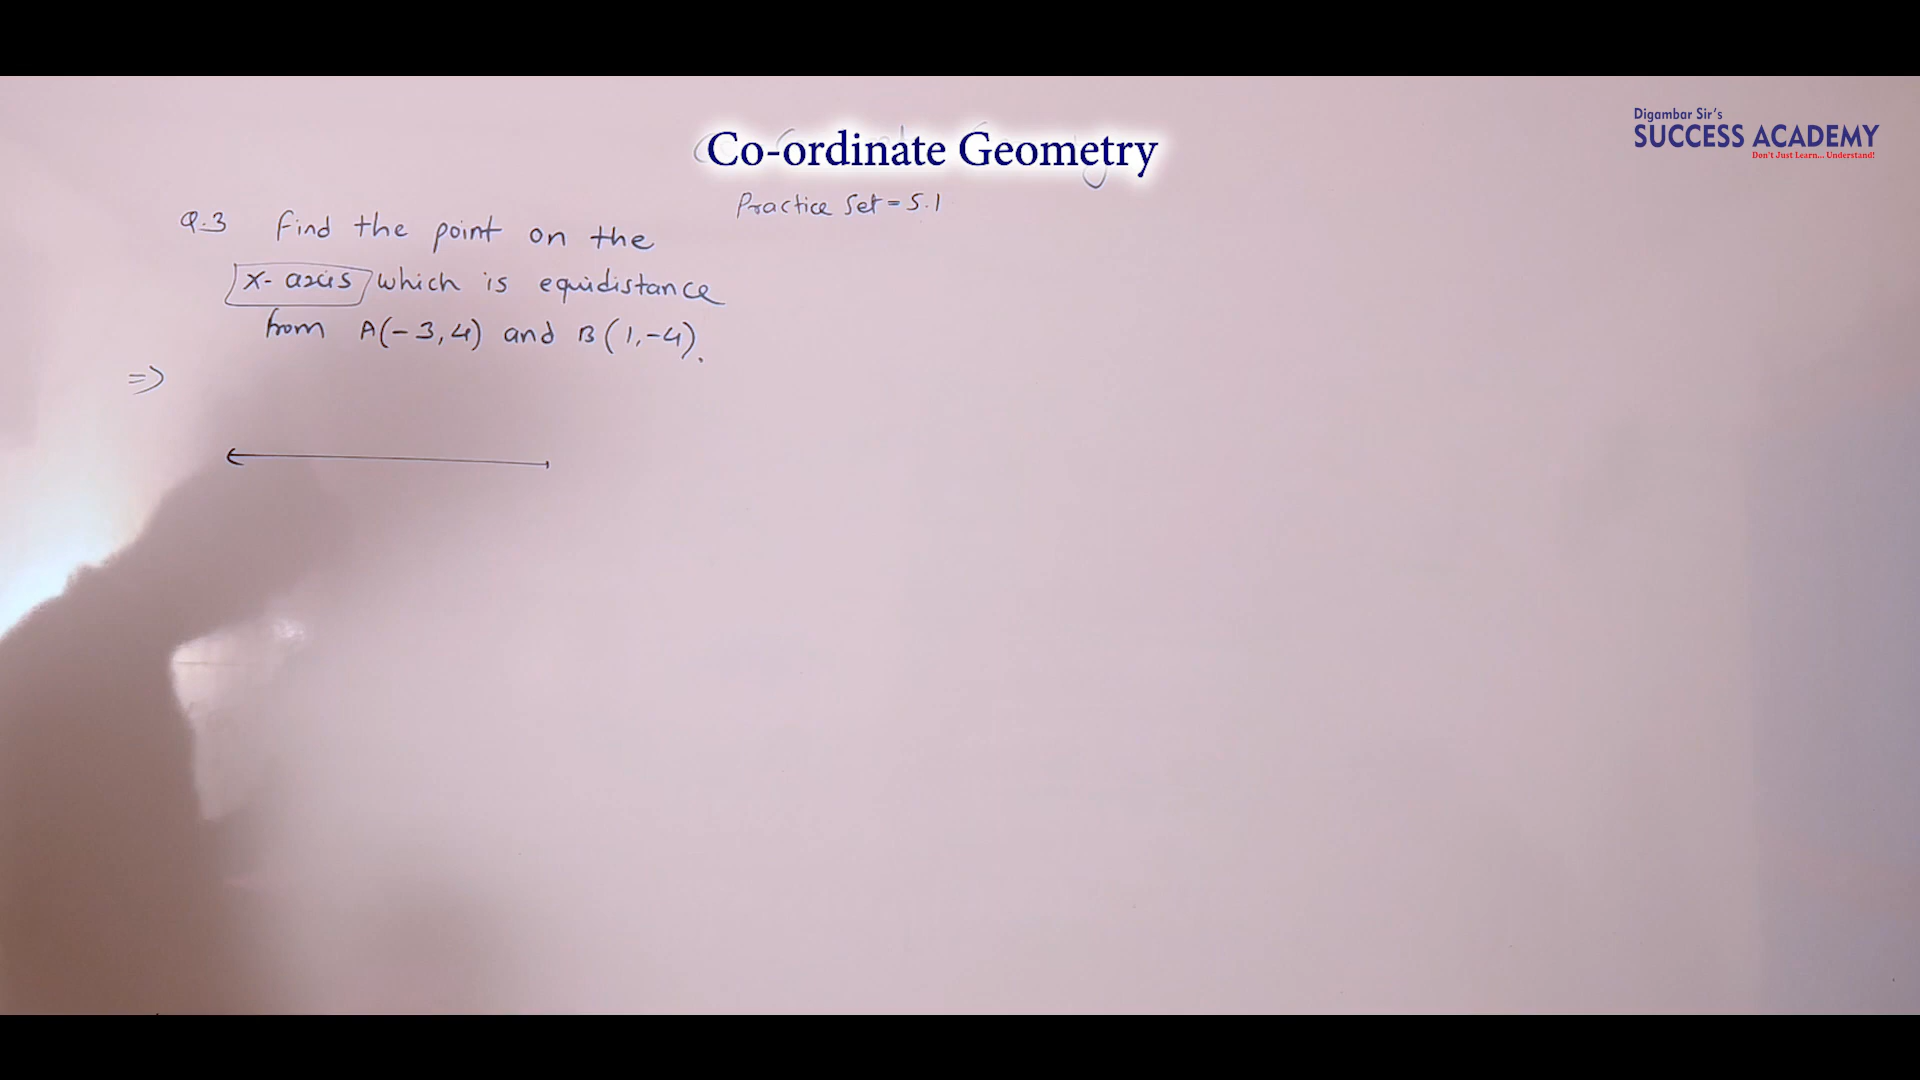 Digambar Sir's
SUCCESS ACADEMY
Don't Just Learn... Understand!
Co-ordinate Geometry
Practice Set = 5.1
Q.3 Find the point on the
x-axis which is equidistance
from A(-3,4) and B(1,-4).
=>